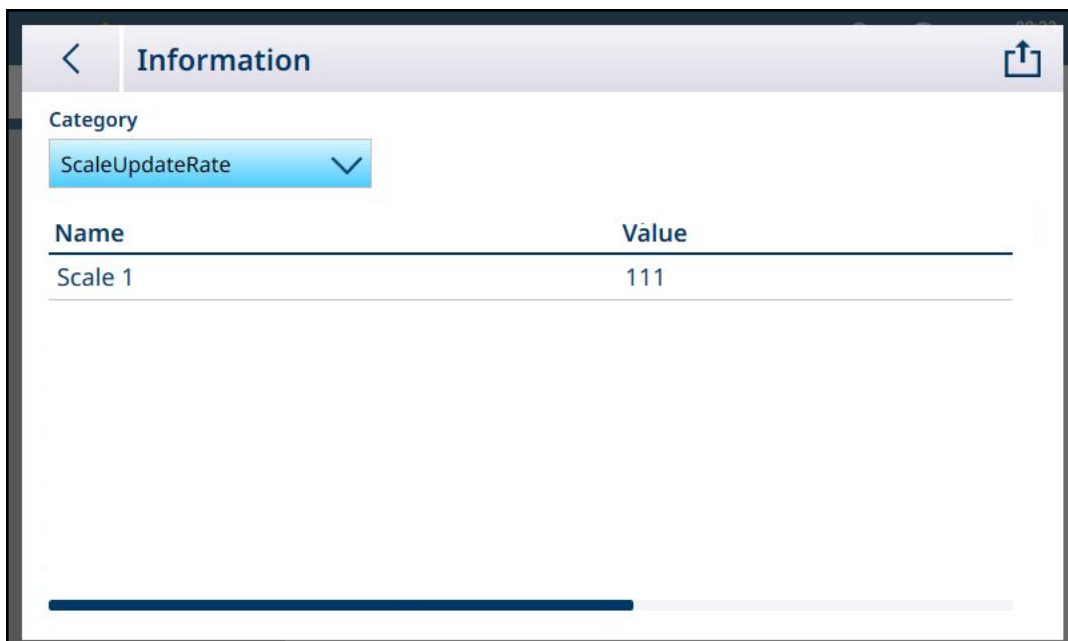 Information
Category
ScaleUpdateRate
Name Value
Scale 1 111